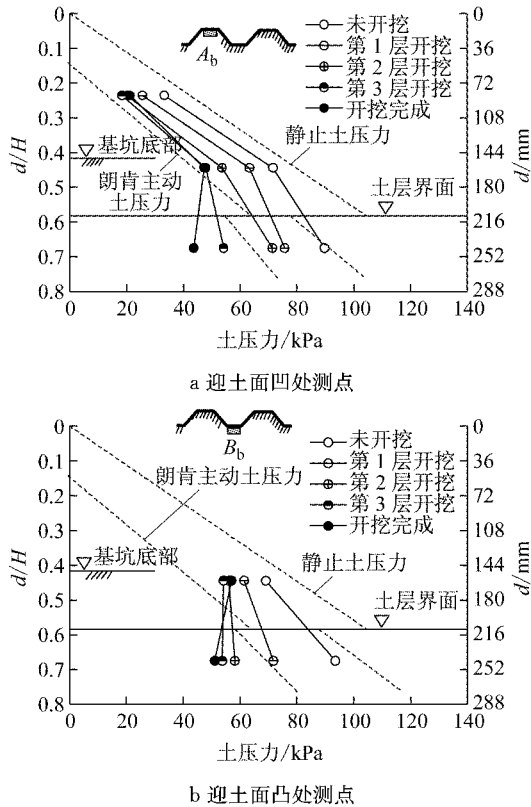 0
20
40
60
80
100
120
140
土压力/kPa
0
0.1
0.2
0.3
0.4
0.5
0.6
0.7
0.8
d/H
0
36
72
108
144
180
216
252
288
d/mm
A_b
未开挖
第1层开挖
第2层开挖
第3层开挖
开挖完成
静止土压力
基坑底部
朗肯主动
土压力
土层界面
a 迎土面凹处测点
0
0.1
0.2
0.3
0.4
0.5
0.6
0.7
0.8
d/H
0
36
72
108
144
180
216
252
288
d/mm
B_b
未开挖
第1层开挖
第2层开挖
第3层开挖
开挖完成
朗肯主动土压力
基坑底部
静止土压力
土层界面
0
20
40
60
80
100
120
140
土压力/kPa
b 迎土面凸处测点